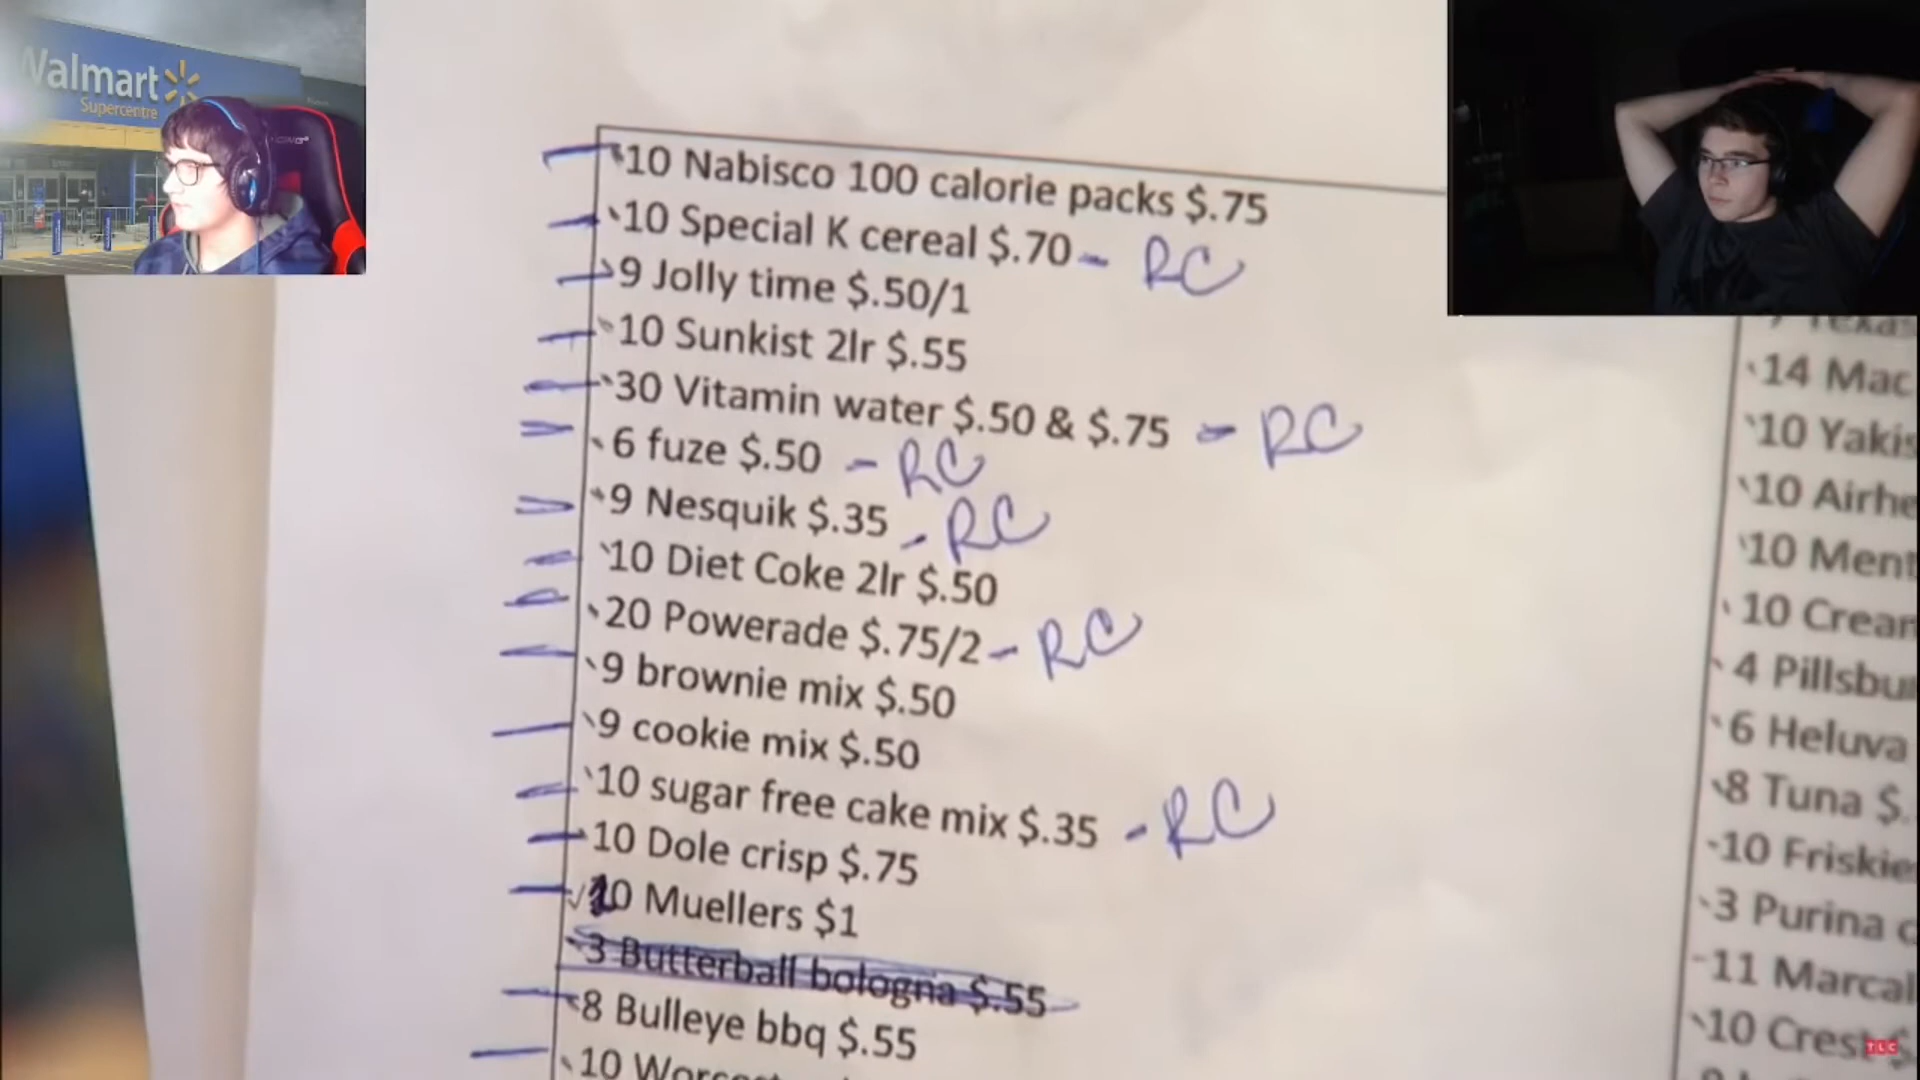 Walmart
Supercentre
10 Nabisco 100 calorie packs $.75
10 Special K cereal $.70 - RC
9 Jolly time $.50/1
10 Sunkist 2lr $.55
30 Vitamin water $.50 & $.75 - RC
6 fuze $.50 - RC
9 Nesquik $.35 - RC
10 Diet Coke 2lr $.50
20 Powerade $.75/2 - RC
9 brownie mix $.50
9 cookie mix $.50
10 sugar free cake mix $.35 - RC
10 Dole crisp $.75
10 Muellers $1
3 Butterball bologna $.55
8 Bulleye bbq $.55
10
14 Mac
10 Yakis
10 Airhe
10 Ment
10 Crean
4 Pillsbur
6 Heluva
8 Tuna $.
10 Friskie
3 Purina
11 Marcal
10 Crest
TLC